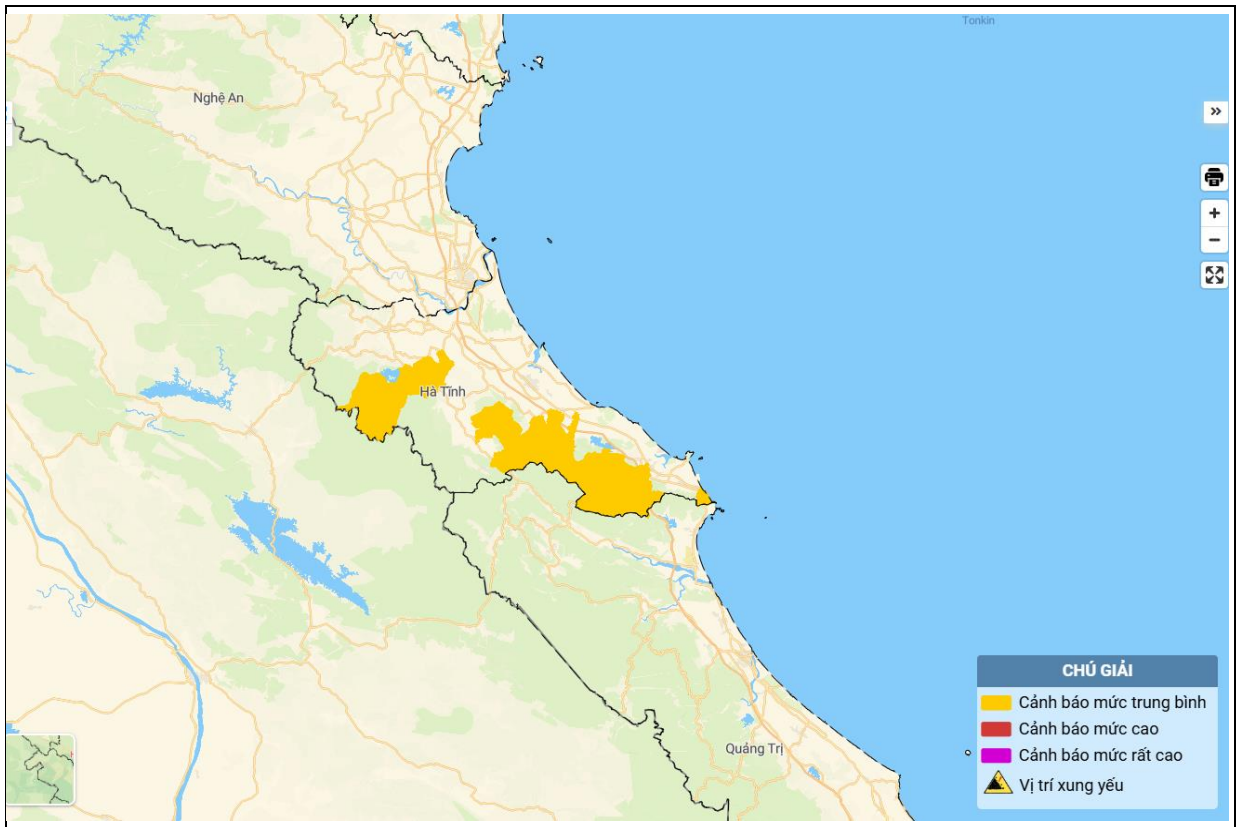 Tonkin
Nghệ An
Hà Tĩnh
Quảng Trị
CHÚ GIẢI
Cảnh báo mức trung bình
Cảnh báo mức cao
Cảnh báo mức rất cao
Vị trí xung yếu